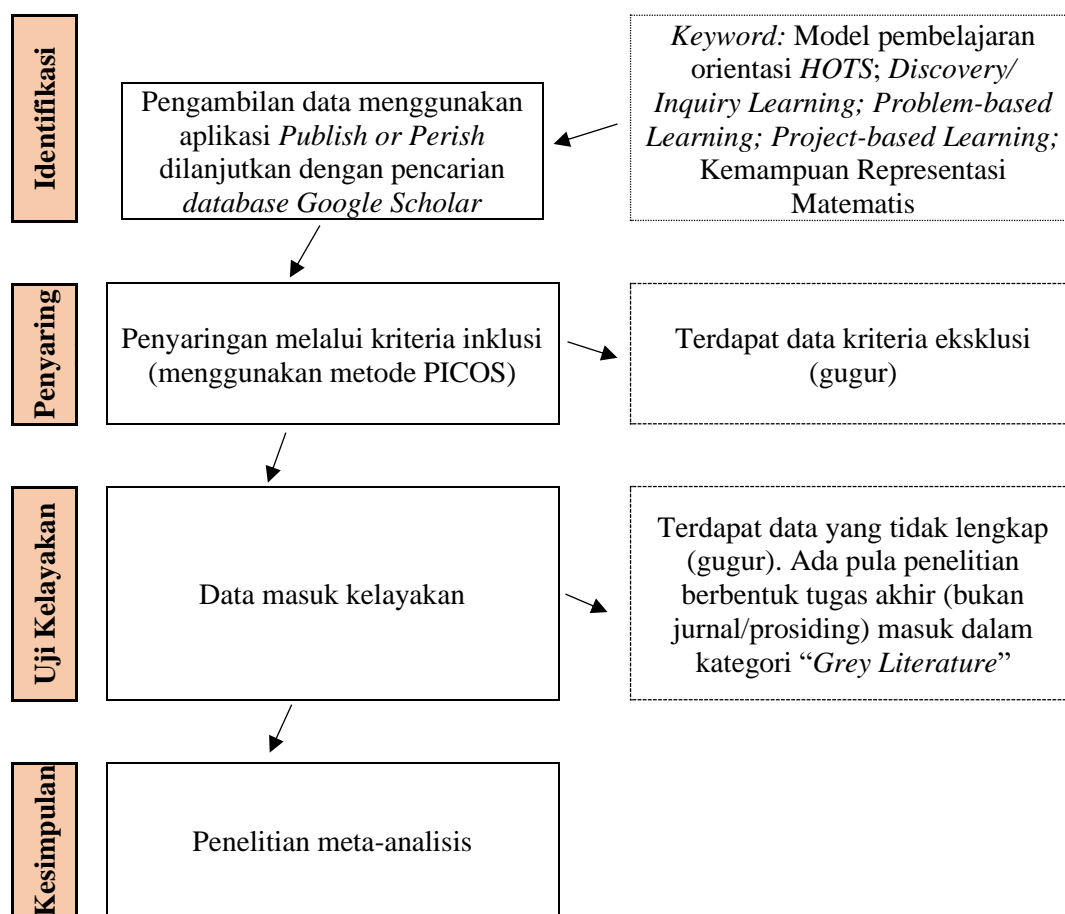 Identifikasi
Pengambilan data menggunakan
aplikasi Publish or Perish
dilanjutkan dengan pencarian
database Google Scholar
Keyword: Model pembelajaran
orientasi HOTS; Discovery/
Inquiry Learning; Problem-based
Learning; Project-based Learning;
Kemampuan Representasi
Matematis
Penyaring
Penyaringan melalui kriteria inklusi
(menggunakan metode PICOS)
Terdapat data kriteria eksklusi
(gugur)
Uji Kelayakan
Data masuk kelayakan
Terdapat data yang tidak lengkap
(gugur). Ada pula penelitian
berbentuk tugas akhir (bukan
jurnal/prosiding) masuk dalam
kategori “Grey Literature”
Kesimpulan
Penelitian meta-analisis